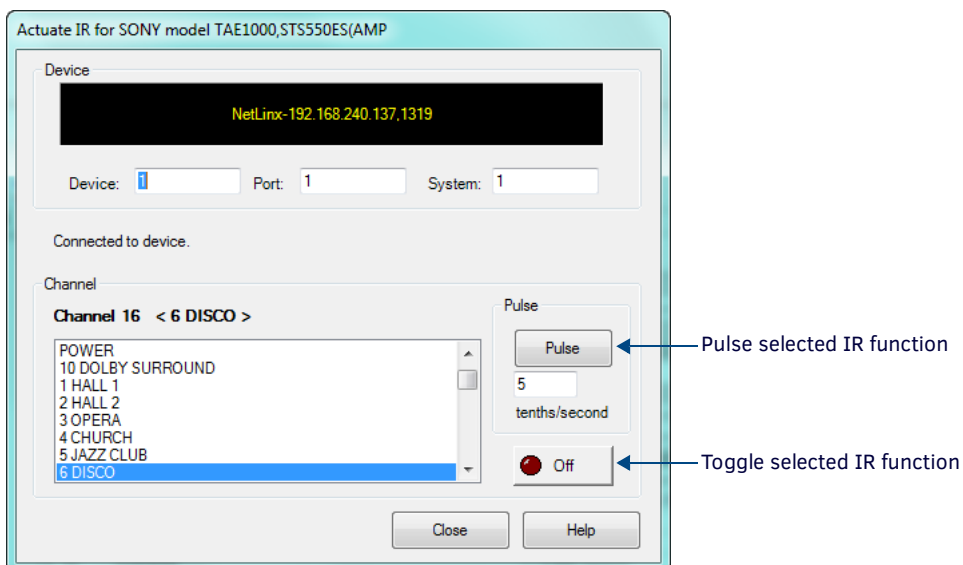 Actuate IR for SONY model TAE1000,STS550ES(AMP
Device
NetLinx-192.168.240.137,1319
Device: 1 Port: 1 System: 1
Connected to device.
Channel
Channel 16 < 6 DISCO >
POWER
10 DOLBY SURROUND
1 HALL 1
2 HALL 2
3 OPERA
4 CHURCH
5 JAZZ CLUB
6 DISCO
Pulse
Pulse
Pulse selected IR function
5
tenths/second
Off
Toggle selected IR function
Close Help